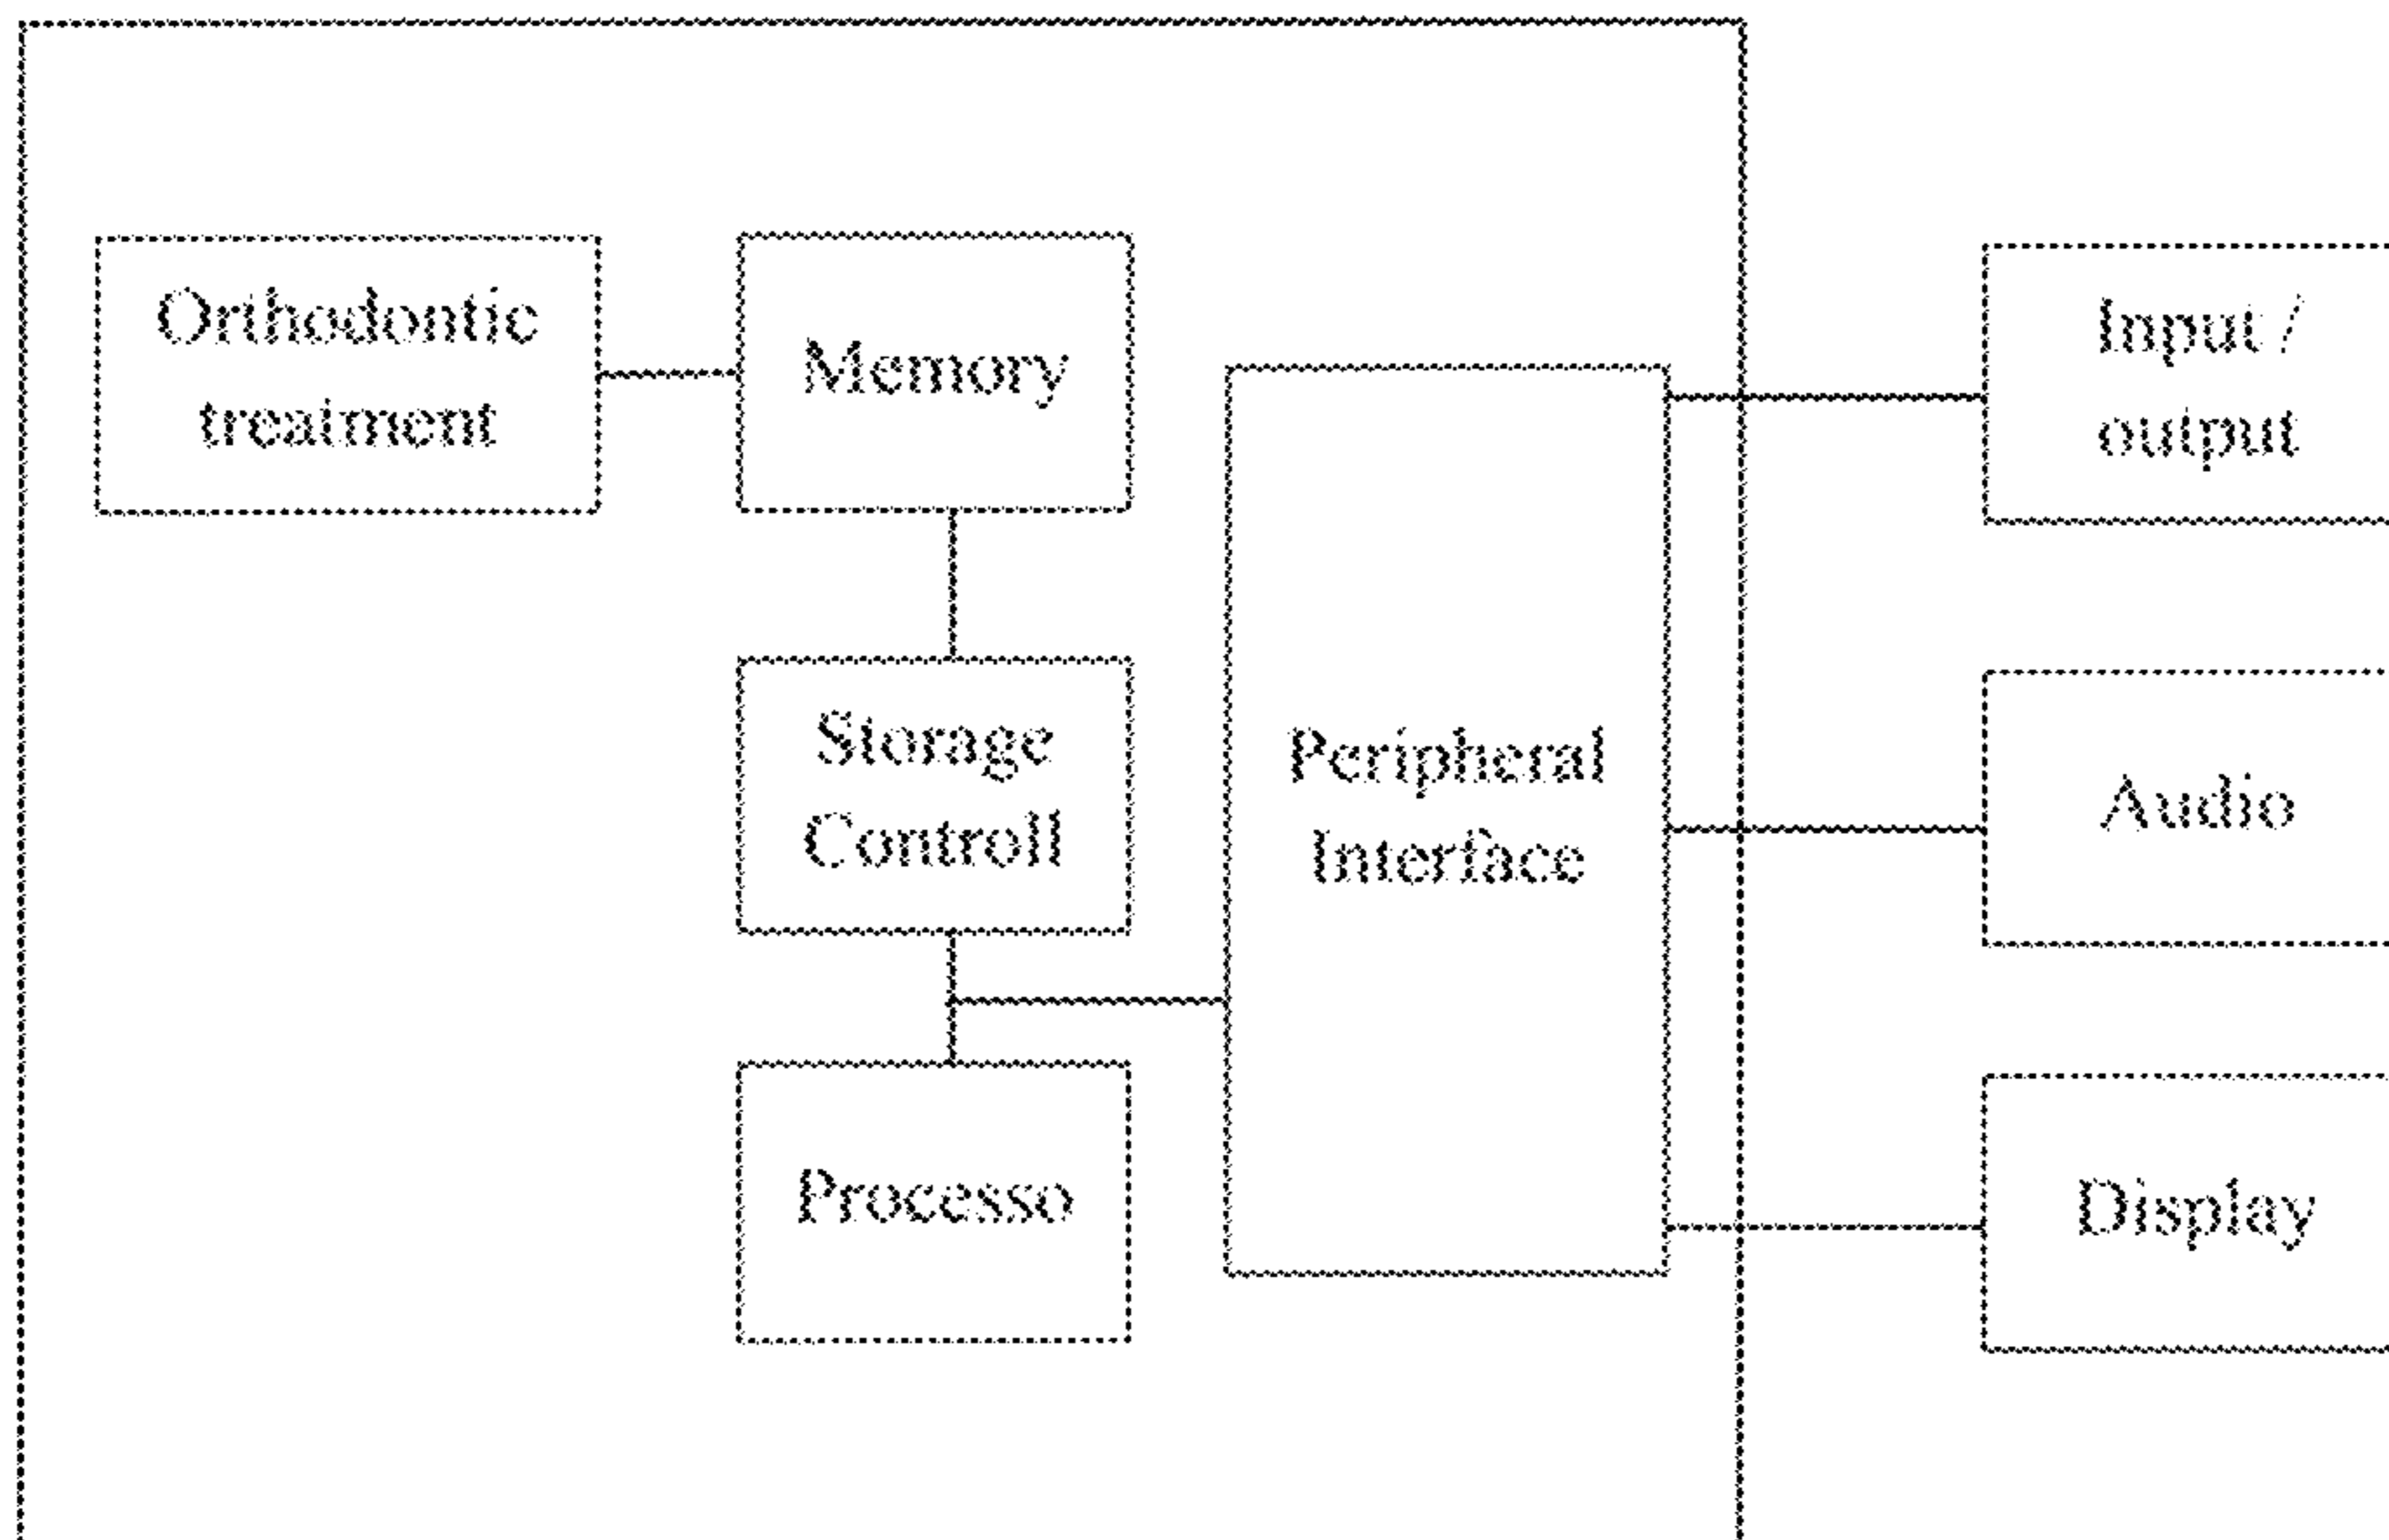 Orthodontic
treatment
Memory
Storage
Controll
Processo
Peripheral
Interface
Input /
output
Audio
Display